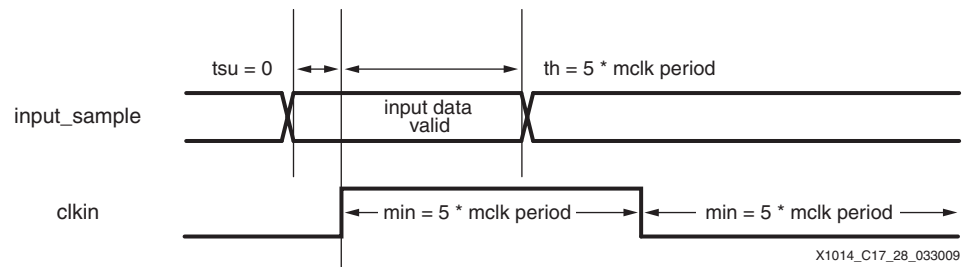 tsu = 0
th = 5 * mclk period
input_sample
input data
valid
clkin
min = 5 * mclk period
min = 5 * mclk period
X1014_C17_28_033009